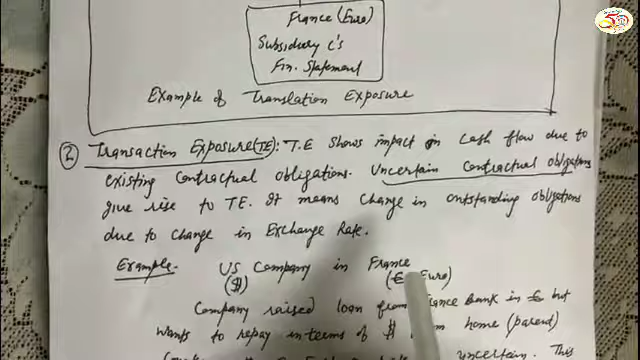 France (Euro)
Subsidiary C's
Fin. Statement
Example of Translation Exposure
② Transaction Exposure(TE): T.E shows impact on cash flow due to
existing contractual obligations. Uncertain Contractual obligations
give rise to TE. It means change in outstanding obligations
due to change in Exchange Rate.
Example- US Company in France
($) (€ Euro)
Company raised loan from bank in € but
wants to repay in terms of $ home (parent)
uncertain. This